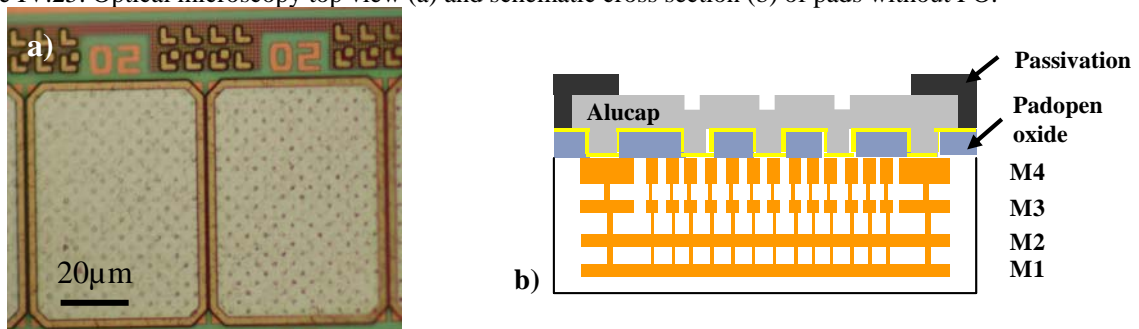 IV.25. Optical microscopy top view (a) and schematic cross section (b) of pads without PO.
a)
02
02
20µm
Passivation
Alucap
Padopen
oxide
M4
M3
M2
M1
b)